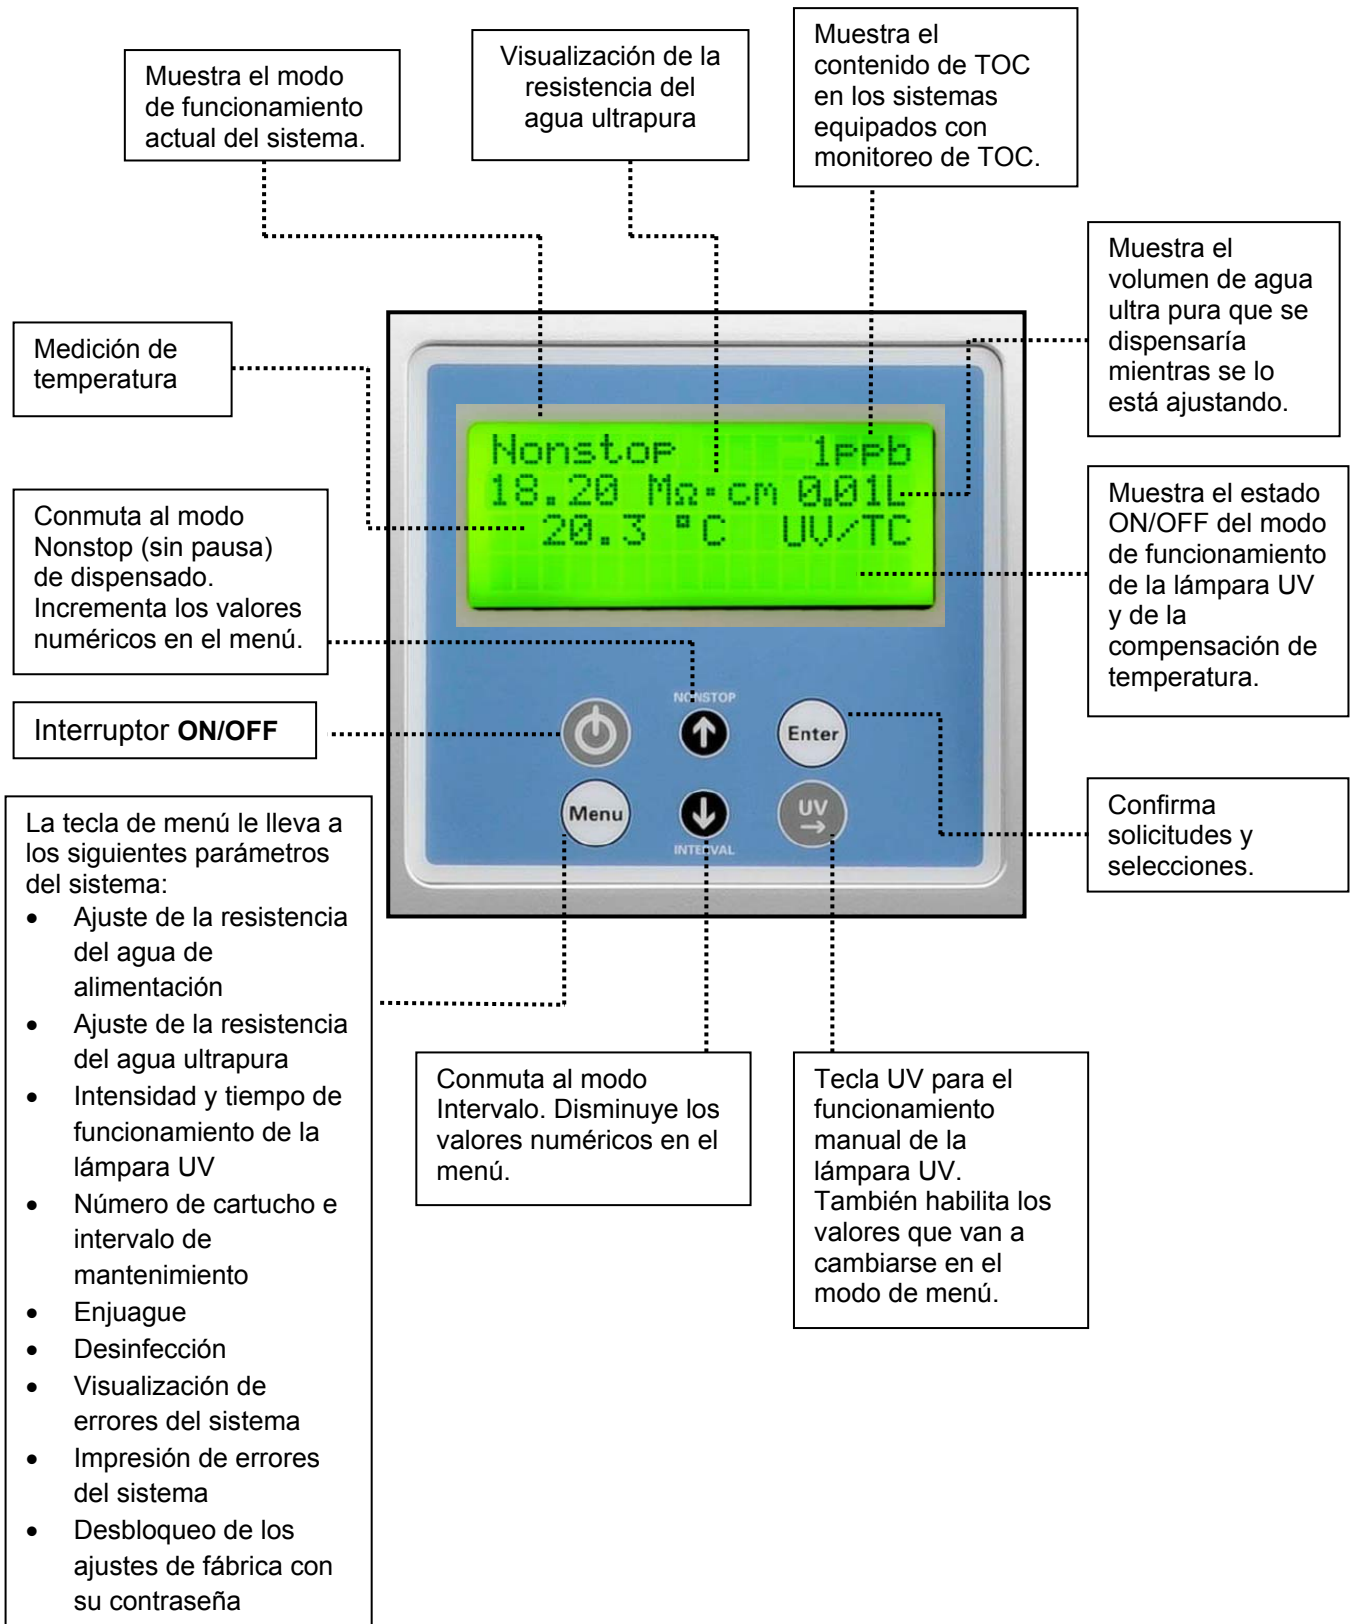 Muestra el modo
de funcionamiento
actual del sistema.
Visualización de la
resistencia del
agua ultrapura
Muestra el
contenido de TOC
en los sistemas
equipados con
monitoreo de TOC.
Muestra el
volumen de agua
ultra pura que se
dispensaría
mientras se lo
está ajustando.
Medición de
temperatura
Nonstop 1ppb
18.20 MΩ·cm 0.01L
20.3 °C UV/TC
Conmuta al modo
Nonstop (sin pausa)
de dispensado.
Incrementa los valores
numéricos en el menú.
Muestra el estado
ON/OFF del modo
de funcionamiento
de la lámpara UV
y de la
compensación de
temperatura.
Interruptor ON/OFF
NONSTOP
Enter
Menu
UV
INTERVAL
Confirma
solicitudes y
selecciones.
La tecla de menú le lleva a
los siguientes parámetros
del sistema:
• Ajuste de la resistencia
del agua de
alimentación
• Ajuste de la resistencia
del agua ultrapura
• Intensidad y tiempo de
funcionamiento de la
lámpara UV
• Número de cartucho e
intervalo de
mantenimiento
• Enjuague
• Desinfección
• Visualización de
errores del sistema
• Impresión de errores
del sistema
• Desbloqueo de los
ajustes de fábrica con
su contraseña
Conmuta al modo
Intervalo. Disminuye los
valores numéricos en el
menú.
Tecla UV para el
funcionamiento
manual de la
lámpara UV.
También habilita los
valores que van a
cambiarse en el
modo de menú.